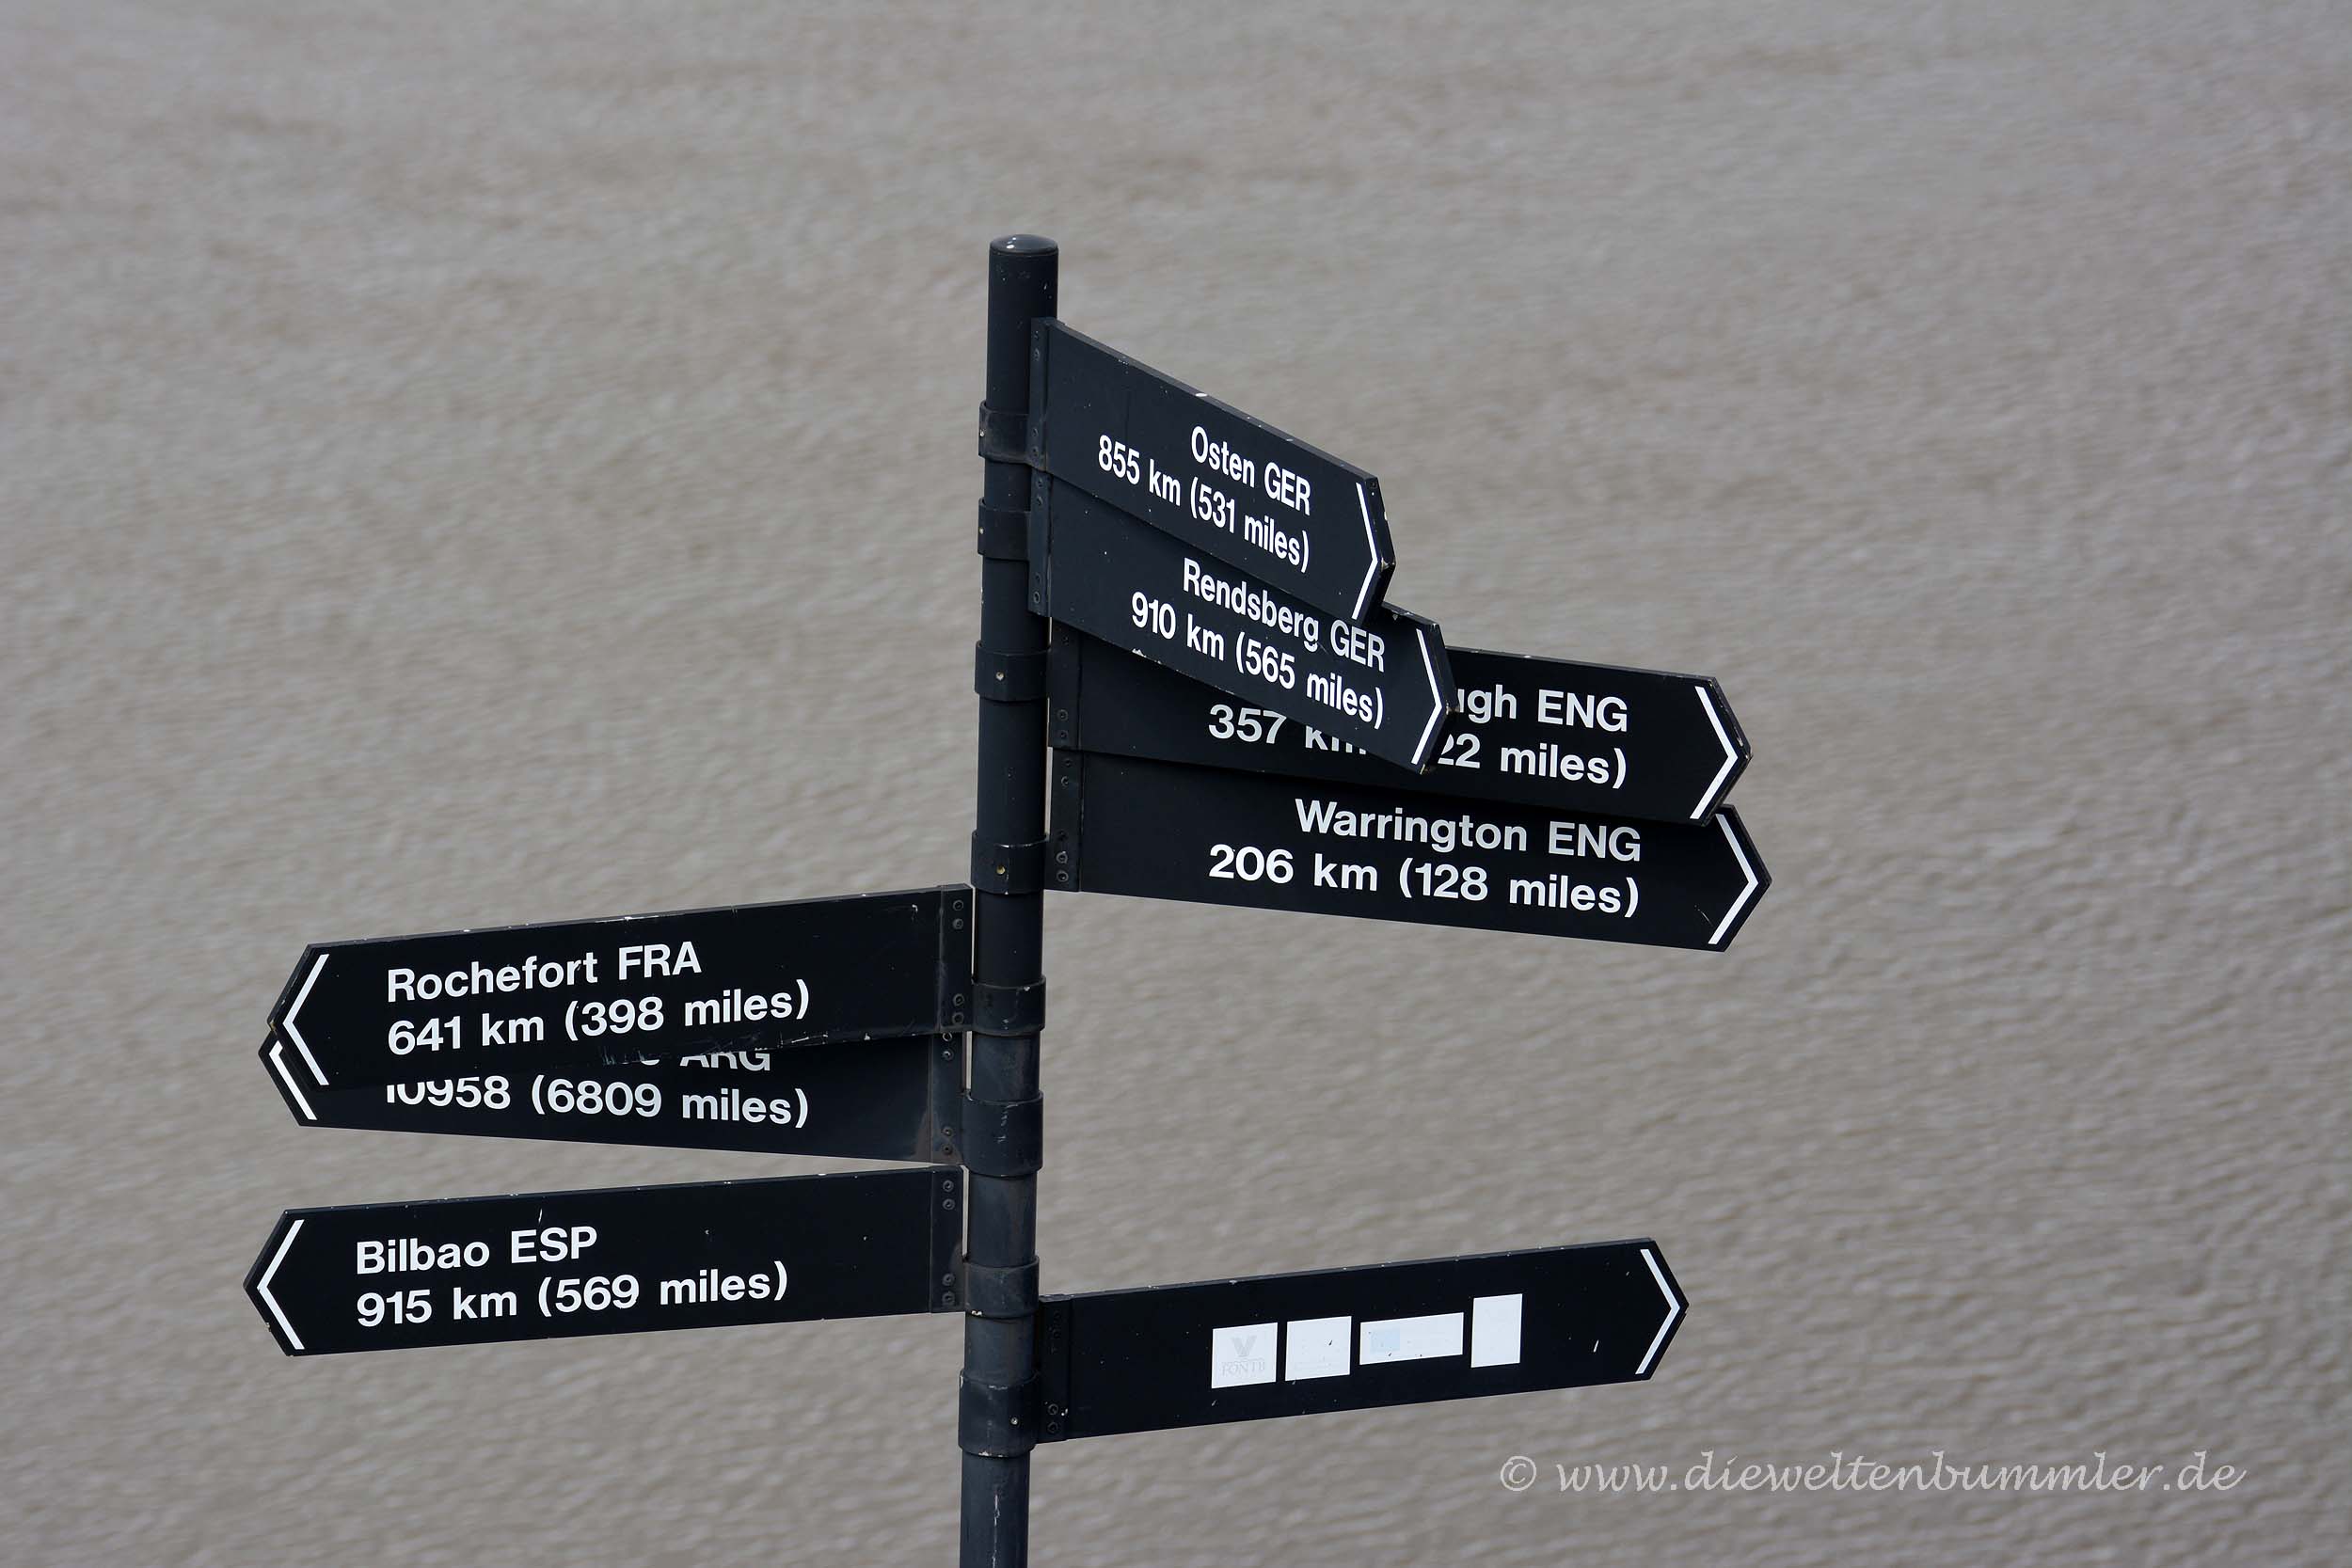 Osten GER
855 km (531 miles)
Rendsberg GER
910 km (565 miles)
ugh ENG
357 km 22 miles)
Warrington ENG
206 km (128 miles)
Rochefort FRA
641 km (398 miles)
ARG
10958 (6809 miles)
Bilbao ESP
915 km (569 miles)
© www.dieweltenbummler.de